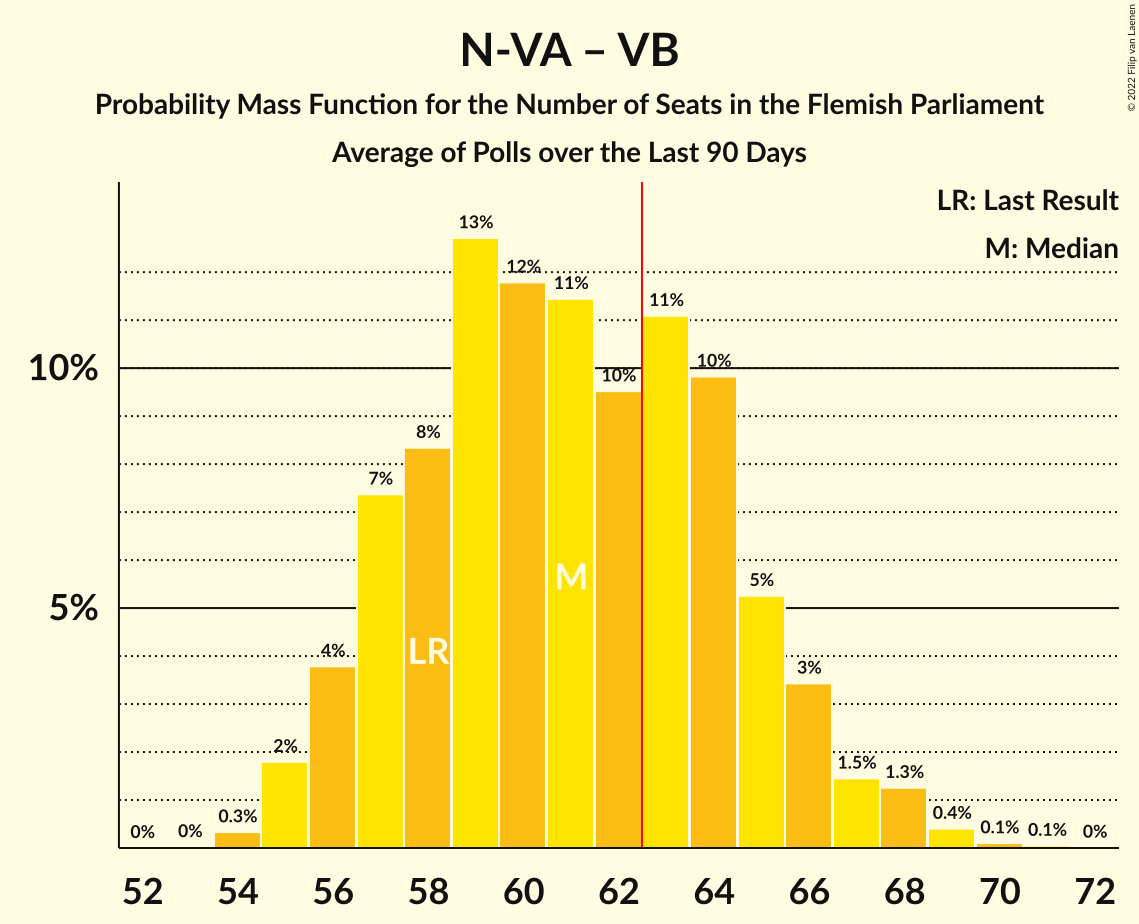 N-VA – VB
Probability Mass Function for the Number of Seats in the Flemish Parliament
Average of Polls over the Last 90 Days
© 2022 Filip van Laenen
LR: Last Result
M: Median
10%
5%
0%
0%
0.3%
2%
4%
7%
8%
13%
12%
11%
10%
11%
10%
5%
3%
1.5%
1.3%
0.4%
0.1%
0.1%
0%
LR
M
52 54 56 58 60 62 64 66 68 70 72